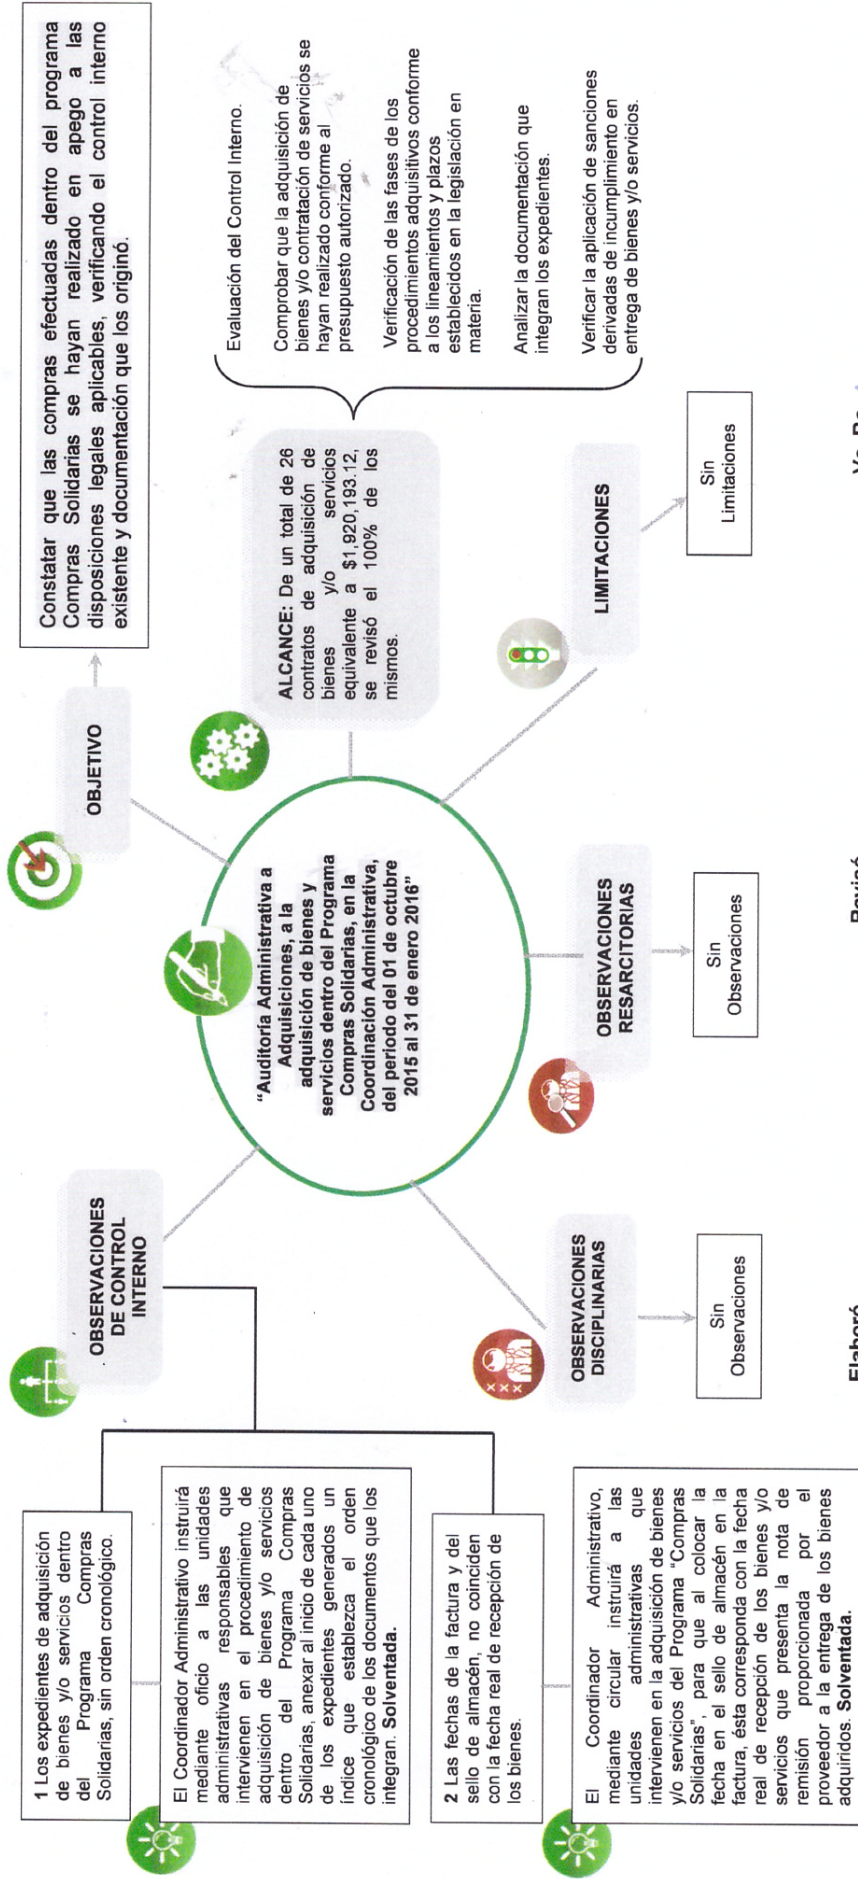 1 Los expedientes de adquisición
de bienes y/o servicios dentro
del Programa Compras
Solidarias, sin orden cronológico.
El Coordinador Administrativo instruirá
mediante oficio a las unidades
administrativas responsables que
intervienen en el procedimiento de
adquisición de bienes y/o servicios
dentro del Programa Compras
Solidarias, anexar al inicio de cada uno
de los expedientes generados un
índice que establezca el orden
cronológico de los documentos que los
integran. Solventada.
2 Las fechas de la factura y del
sello de almacén, no coinciden
con la fecha real de recepción de
los bienes.
El Coordinador Administrativo,
mediante circular instruirá a las
unidades administrativas que
intervienen en la adquisición de bienes
y/o servicios del Programa “Compras
Solidarias”, para que al colocar la
fecha en el sello de almacén en la
factura, ésta corresponda con la fecha
real de recepción de los bienes y/o
servicios que presenta la nota de
remisión proporcionada por el
proveedor a la entrega de los bienes
adquiridos. Solventada.
OBSERVACIONES
DE CONTROL
INTERNO
“Auditoría Administrativa a
Adquisiciones, a la
adquisición de bienes y
servicios dentro del Programa
Compras Solidarias, en la
Coordinación Administrativa,
del periodo del 01 de octubre
2015 al 31 de enero 2016”
OBSERVACIONES
DISCIPLINARIAS
Sin
Observaciones
OBSERVACIONES
RESARCITORIAS
Sin
Observaciones
OBJETIVO
Constatar que las compras efectuadas dentro del programa
Compras Solidarias se hayan realizado en apego a las
disposiciones legales aplicables, verificando el control interno
existente y documentación que los originó.
ALCANCE: De un total de 26
contratos de adquisición de
bienes y/o servicios
equivalente a $1,920,193.12,
se revisó el 100% de los
mismos.
Evaluación del Control Interno.
Comprobar que la adquisición de
bienes y/o contratación de servicios se
hayan realizado conforme al
presupuesto autorizado.
Verificación de las fases de los
procedimientos adquisitivos conforme
a los lineamientos y plazos
establecidos en la legislación en
materia.
Analizar la documentación que
integran los expedientes.
Verificar la aplicación de sanciones
derivadas de incumplimiento en
entrega de bienes y/o servicios.
LIMITACIONES
Sin
Limitaciones
Elaboró
Revisó